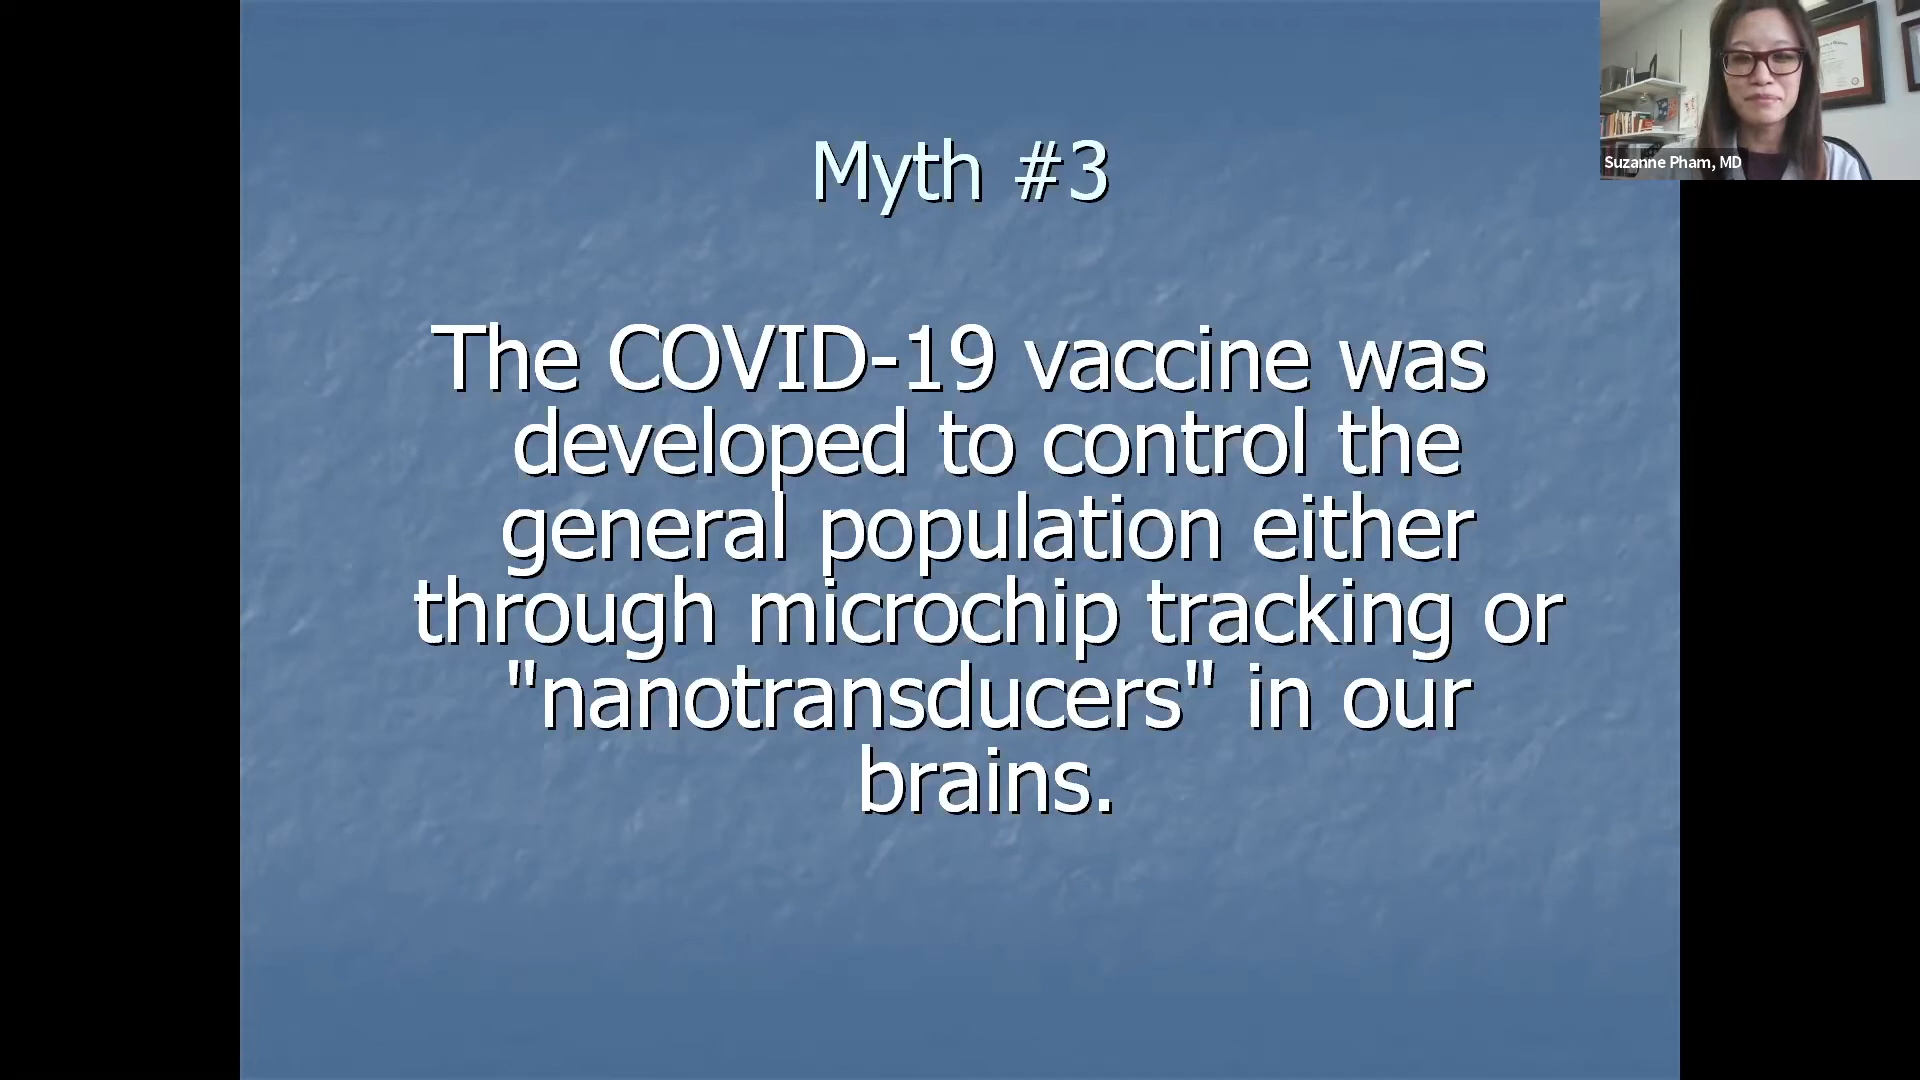 Myth #3
The COVID-19 vaccine was
developed to control the
general population either
through microchip tracking or
"nanotransducers" in our
brains.
Suzanne Pham, MD